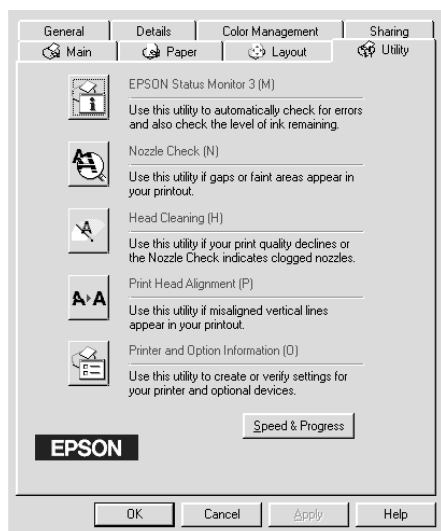 General Details Color Management Sharing
Main Paper Layout Utility
EPSON Status Monitor 3 (M)
Use this utility to automatically check for errors
and also check the level of ink remaining.
Nozzle Check (N)
Use this utility if gaps or faint areas appear in
your printout.
Head Cleaning (H)
Use this utility if your print quality declines or
the Nozzle Check indicates clogged nozzles.
Print Head Alignment (P)
A A
Use this utility if misaligned vertical lines
appear in your printout.
Printer and Option Information (O)
Use this utility to create or verify settings for
your printer and optional devices.
Speed & Progress
EPSON
OK Cancel Apply Help